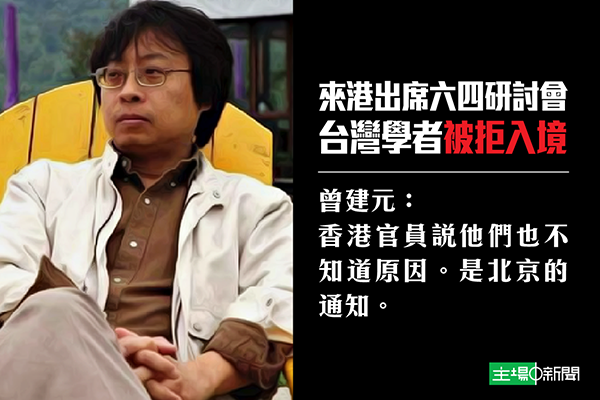 來港出席六四研討會
台灣學者被拒入境
曾建元：
香港官員說他們也不
知道原因。是北京的
通知。
主場新聞